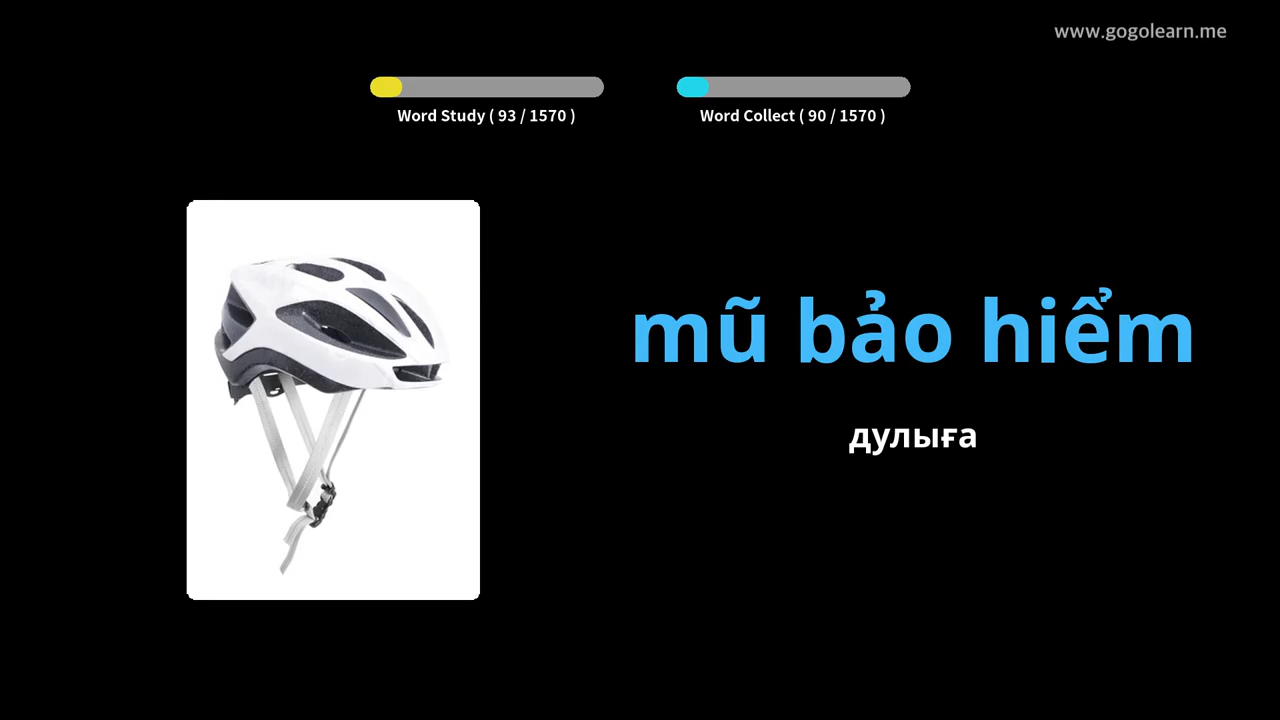 www.gogolearn.me
Word Study ( 93 / 1570 )
Word Collect ( 90 / 1570 )
mũ bảo hiểm
дулыға